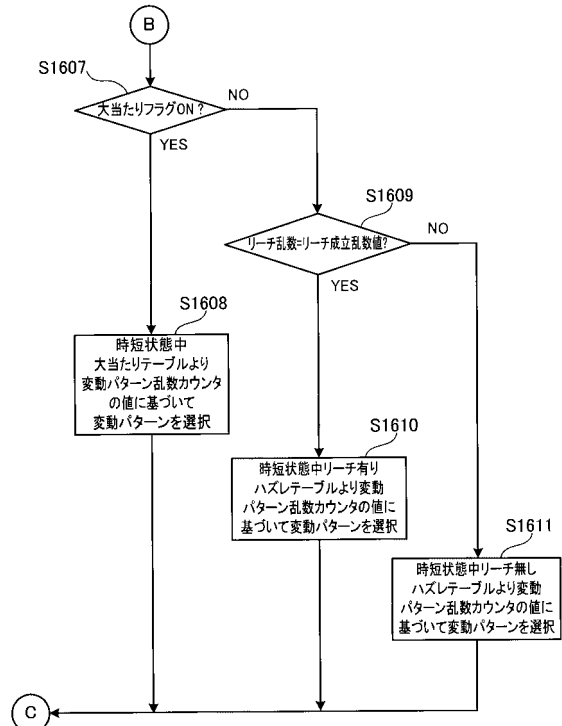 B
S1607
大当たりフラグON?
NO
YES
S1609
リーチ乱数=リーチ成立乱数値?
NO
YES
S1608
時短状態中
大当たりテーブルより
変動パターン乱数カウンタ
の値に基づいて
変動パターンを選択
S1610
時短状態中リーチ有り
ハズレテーブルより変動
パターン乱数カウンタの値に
基づいて変動パターンを選択
S1611
時短状態中リーチ無し
ハズレテーブルより変動
パターン乱数カウンタの値に
基づいて変動パターンを選択
C